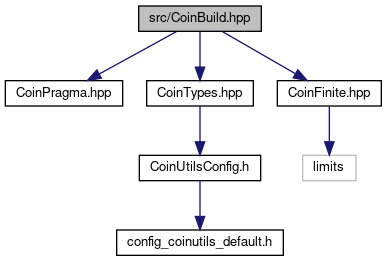 src/CoinBuild.hpp
CoinPragma.hpp
CoinTypes.hpp
CoinFinite.hpp
CoinUtilsConfig.h
limits
config_coinutils_default.h